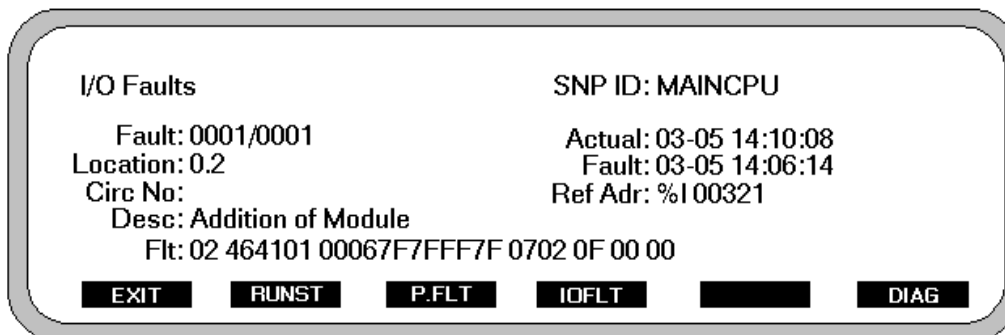 I/O Faults SNP ID: MAINCPU
Fault: 0001/0001 Actual: 03-05 14:10:08
Location: 0.2 Fault: 03-05 14:06:14
Circ No: Ref Adr: %I 00321
Desc: Addition of Module
Flt: 02 464101 00067F7FFF7F 0702 0F 00 00
EXIT RUNST P.FLT IOFLT DIAG